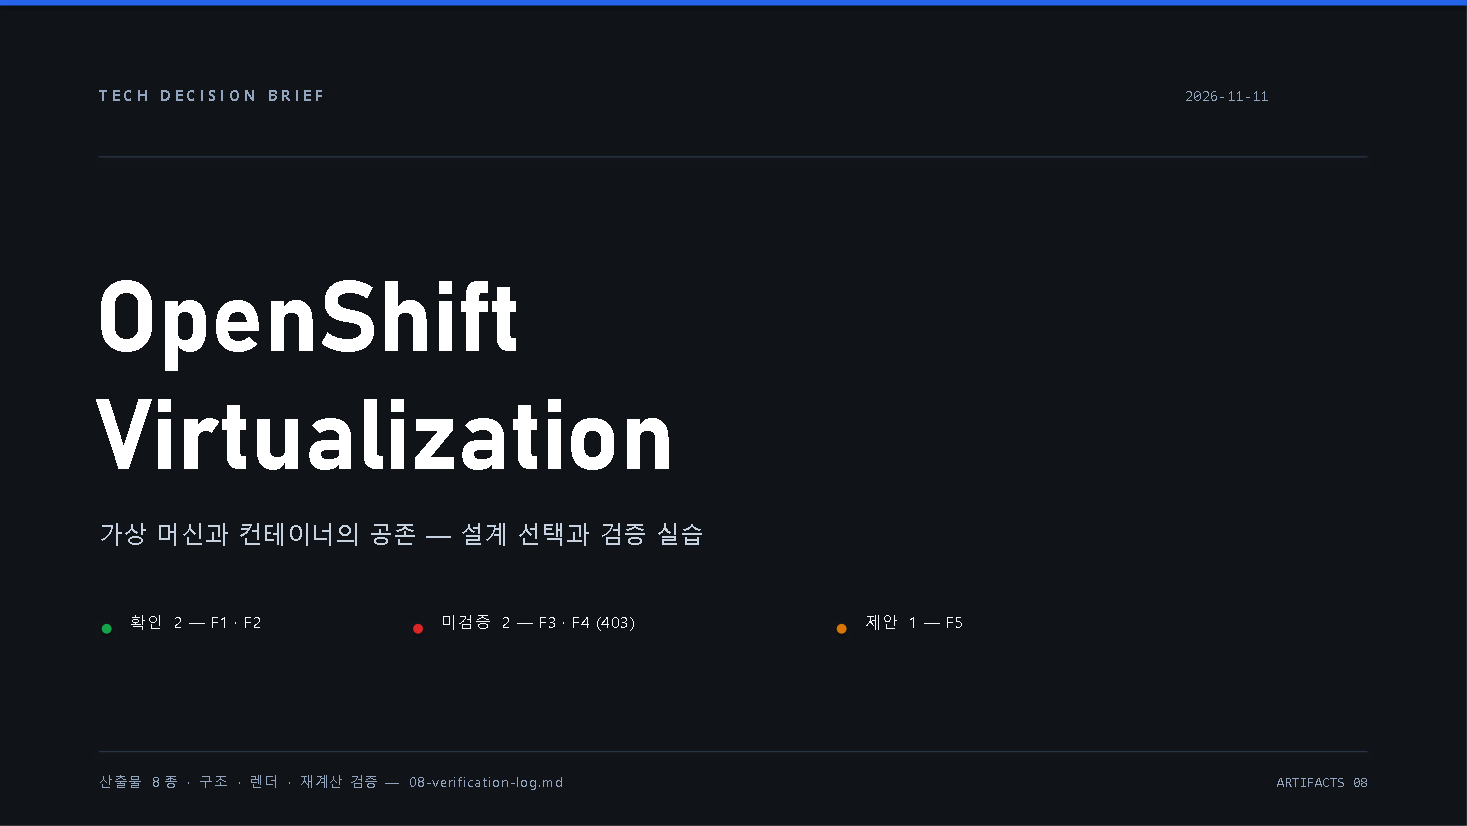 TECH DECISION BRIEF
2026-11-11
OpenShift
Virtualization
가상 머신과 컨테이너의 공존 — 설계 선택과 검증 실습
확인 2 — F1 · F2
미검증 2 — F3 · F4 (403)
제안 1 — F5
산출물 8종 · 구조 · 렌더 · 재계산 검증 — 08-verification-log.md
ARTIFACTS 08